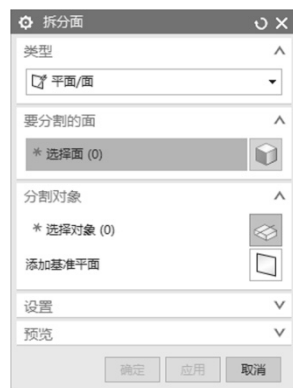 拆分面
类型
平面/面
要分割的面
* 选择面 (0)
分割对象
* 选择对象 (0)
添加基准平面
设置
预览
确定 应用 取消